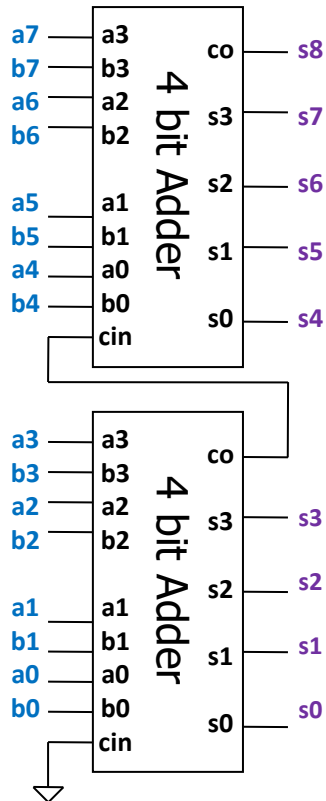 a7 a3 co s8
b7 b3
a6 a2 s3 s7
b6 b2
s2 s6
a5 a1
b5 b1 s1 s5
a4 a0
b4 b0 s0 s4
cin
4 bit Adder
a3 a3
b3 b3 co
a2 a2
b2 b2 s3 s3
s2 s2
a1 a1
b1 b1 s1 s1
a0 a0
b0 b0 s0 s0
cin
4 bit Adder